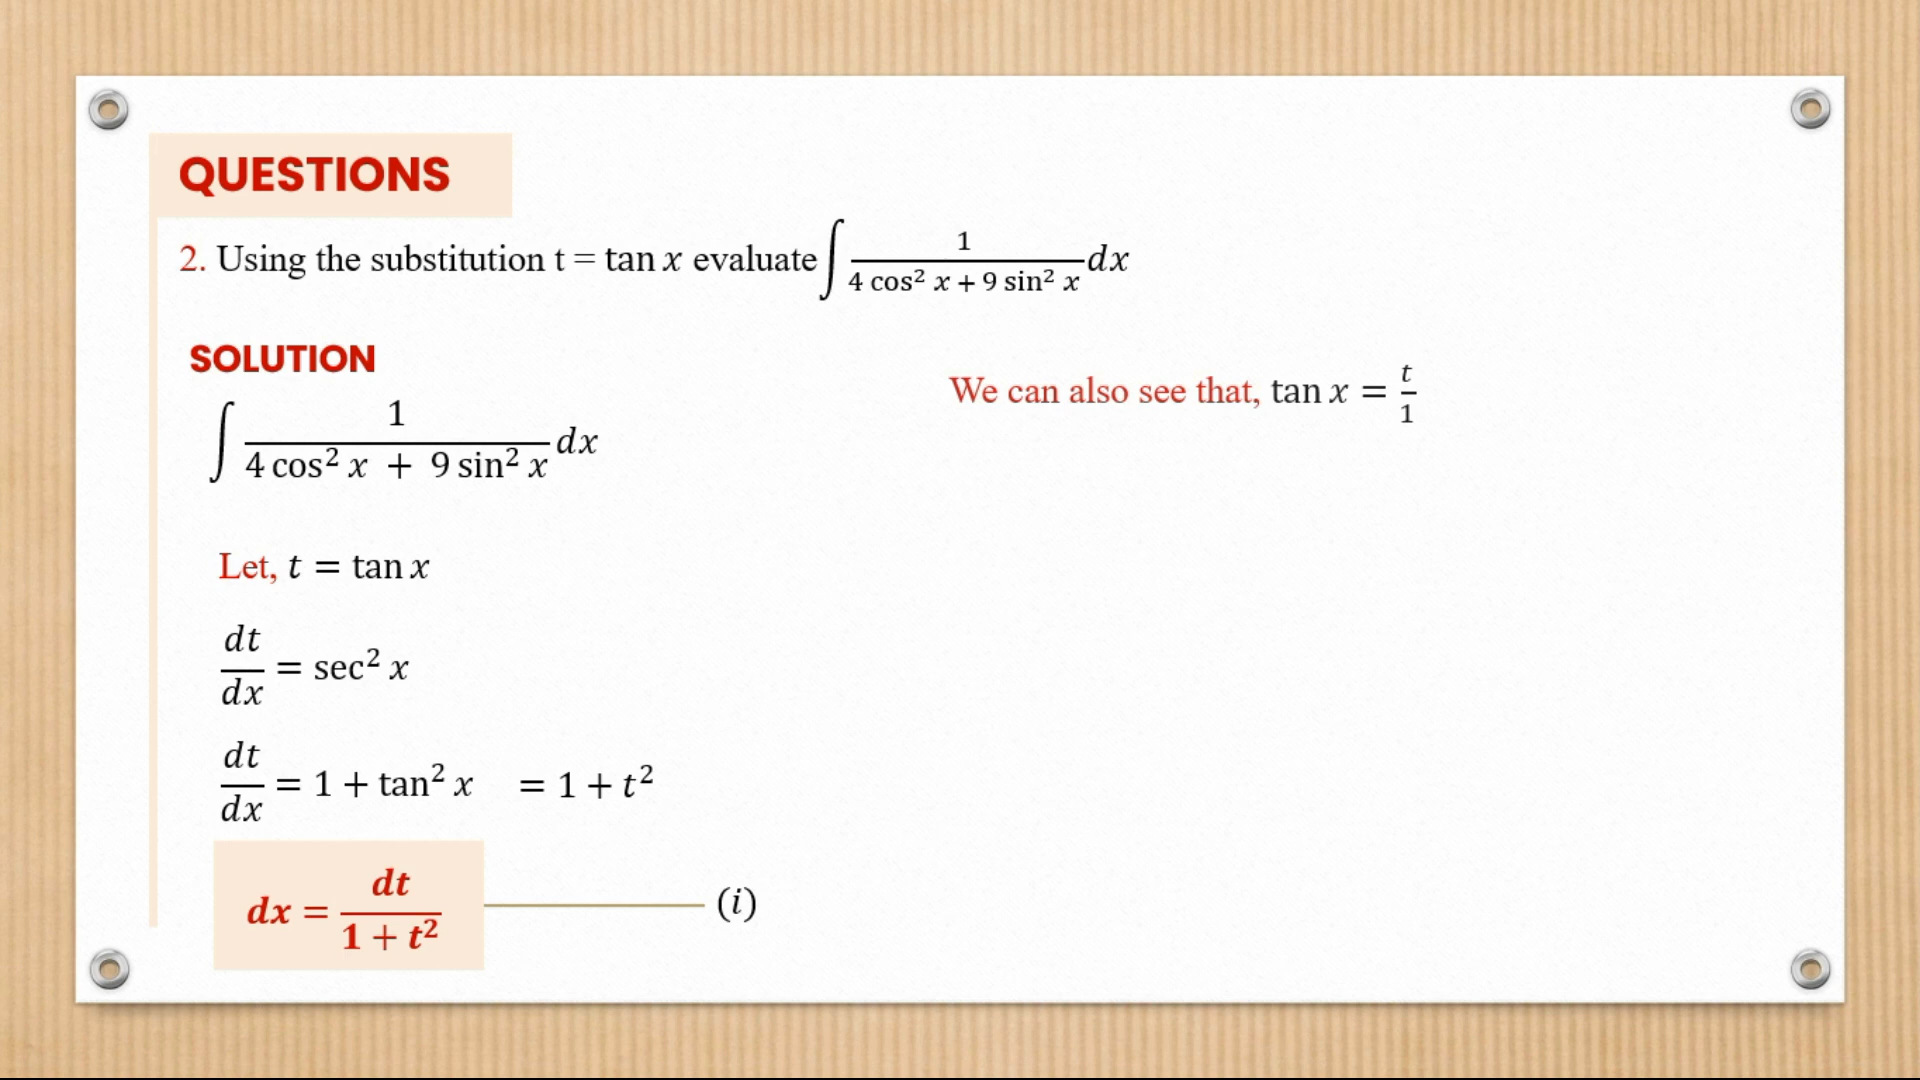 QUESTIONS
2. Using the substitution t = tan x evaluate ∫ 1/(4 cos² x + 9 sin² x) dx
SOLUTION
∫ 1/(4 cos² x + 9 sin² x) dx
Let, t = tan x
dt/dx = sec² x
dt/dx = 1 + tan² x = 1 + t²
dx = dt/(1 + t²) (i)
We can also see that, tan x = t/1